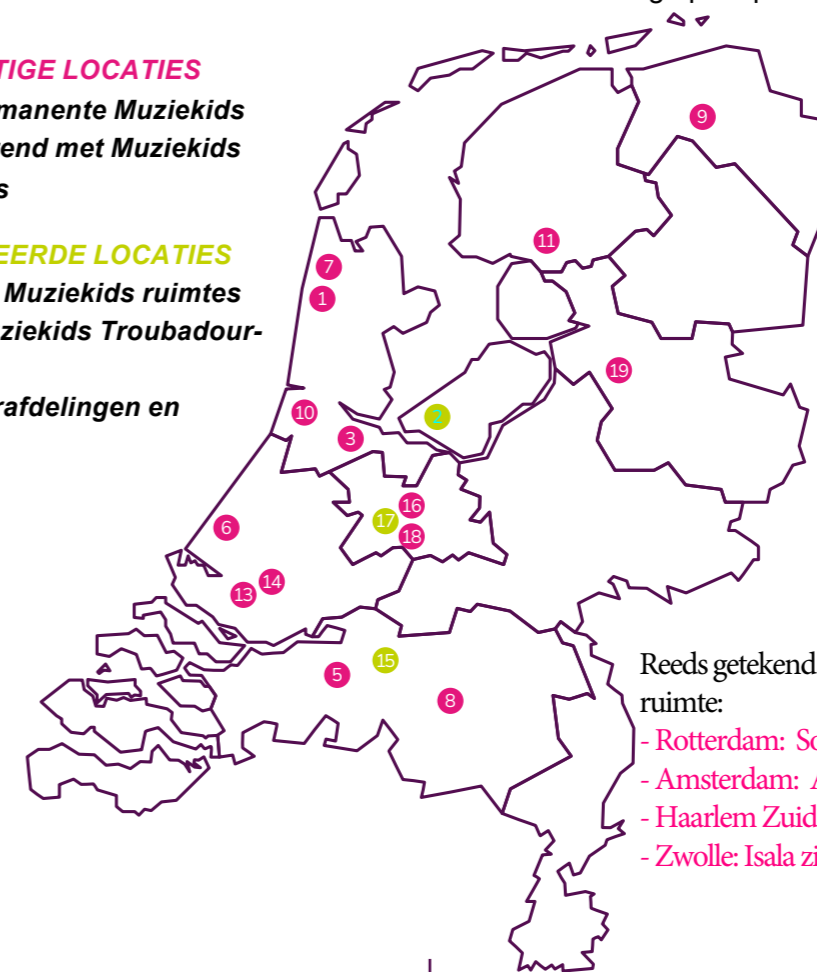 TIGE LOCATIES
manente Muziekids
end met Muziekids
s
EERDE LOCATIES
Muziekids ruimtes
ziekids Troubadour-
rafdelingen en
9
11
7
1
19
10
2
3
16
17
18
6
14
13
15
5
8
Reeds getekend
ruimte:
- Rotterdam: So
- Amsterdam: A
- Haarlem Zuid
- Zwolle: Isala zi